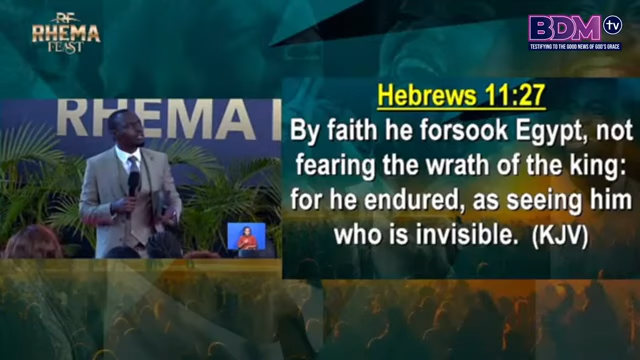 RF
RHEMA
FEAST
BDM tv
TESTIFYING TO THE GOOD NEWS OF GOD'S GRACE
RHEMA
Hebrews 11:27
By faith he forsook Egypt, not
fearing the wrath of the king:
for he endured, as seeing him
who is invisible. (KJV)